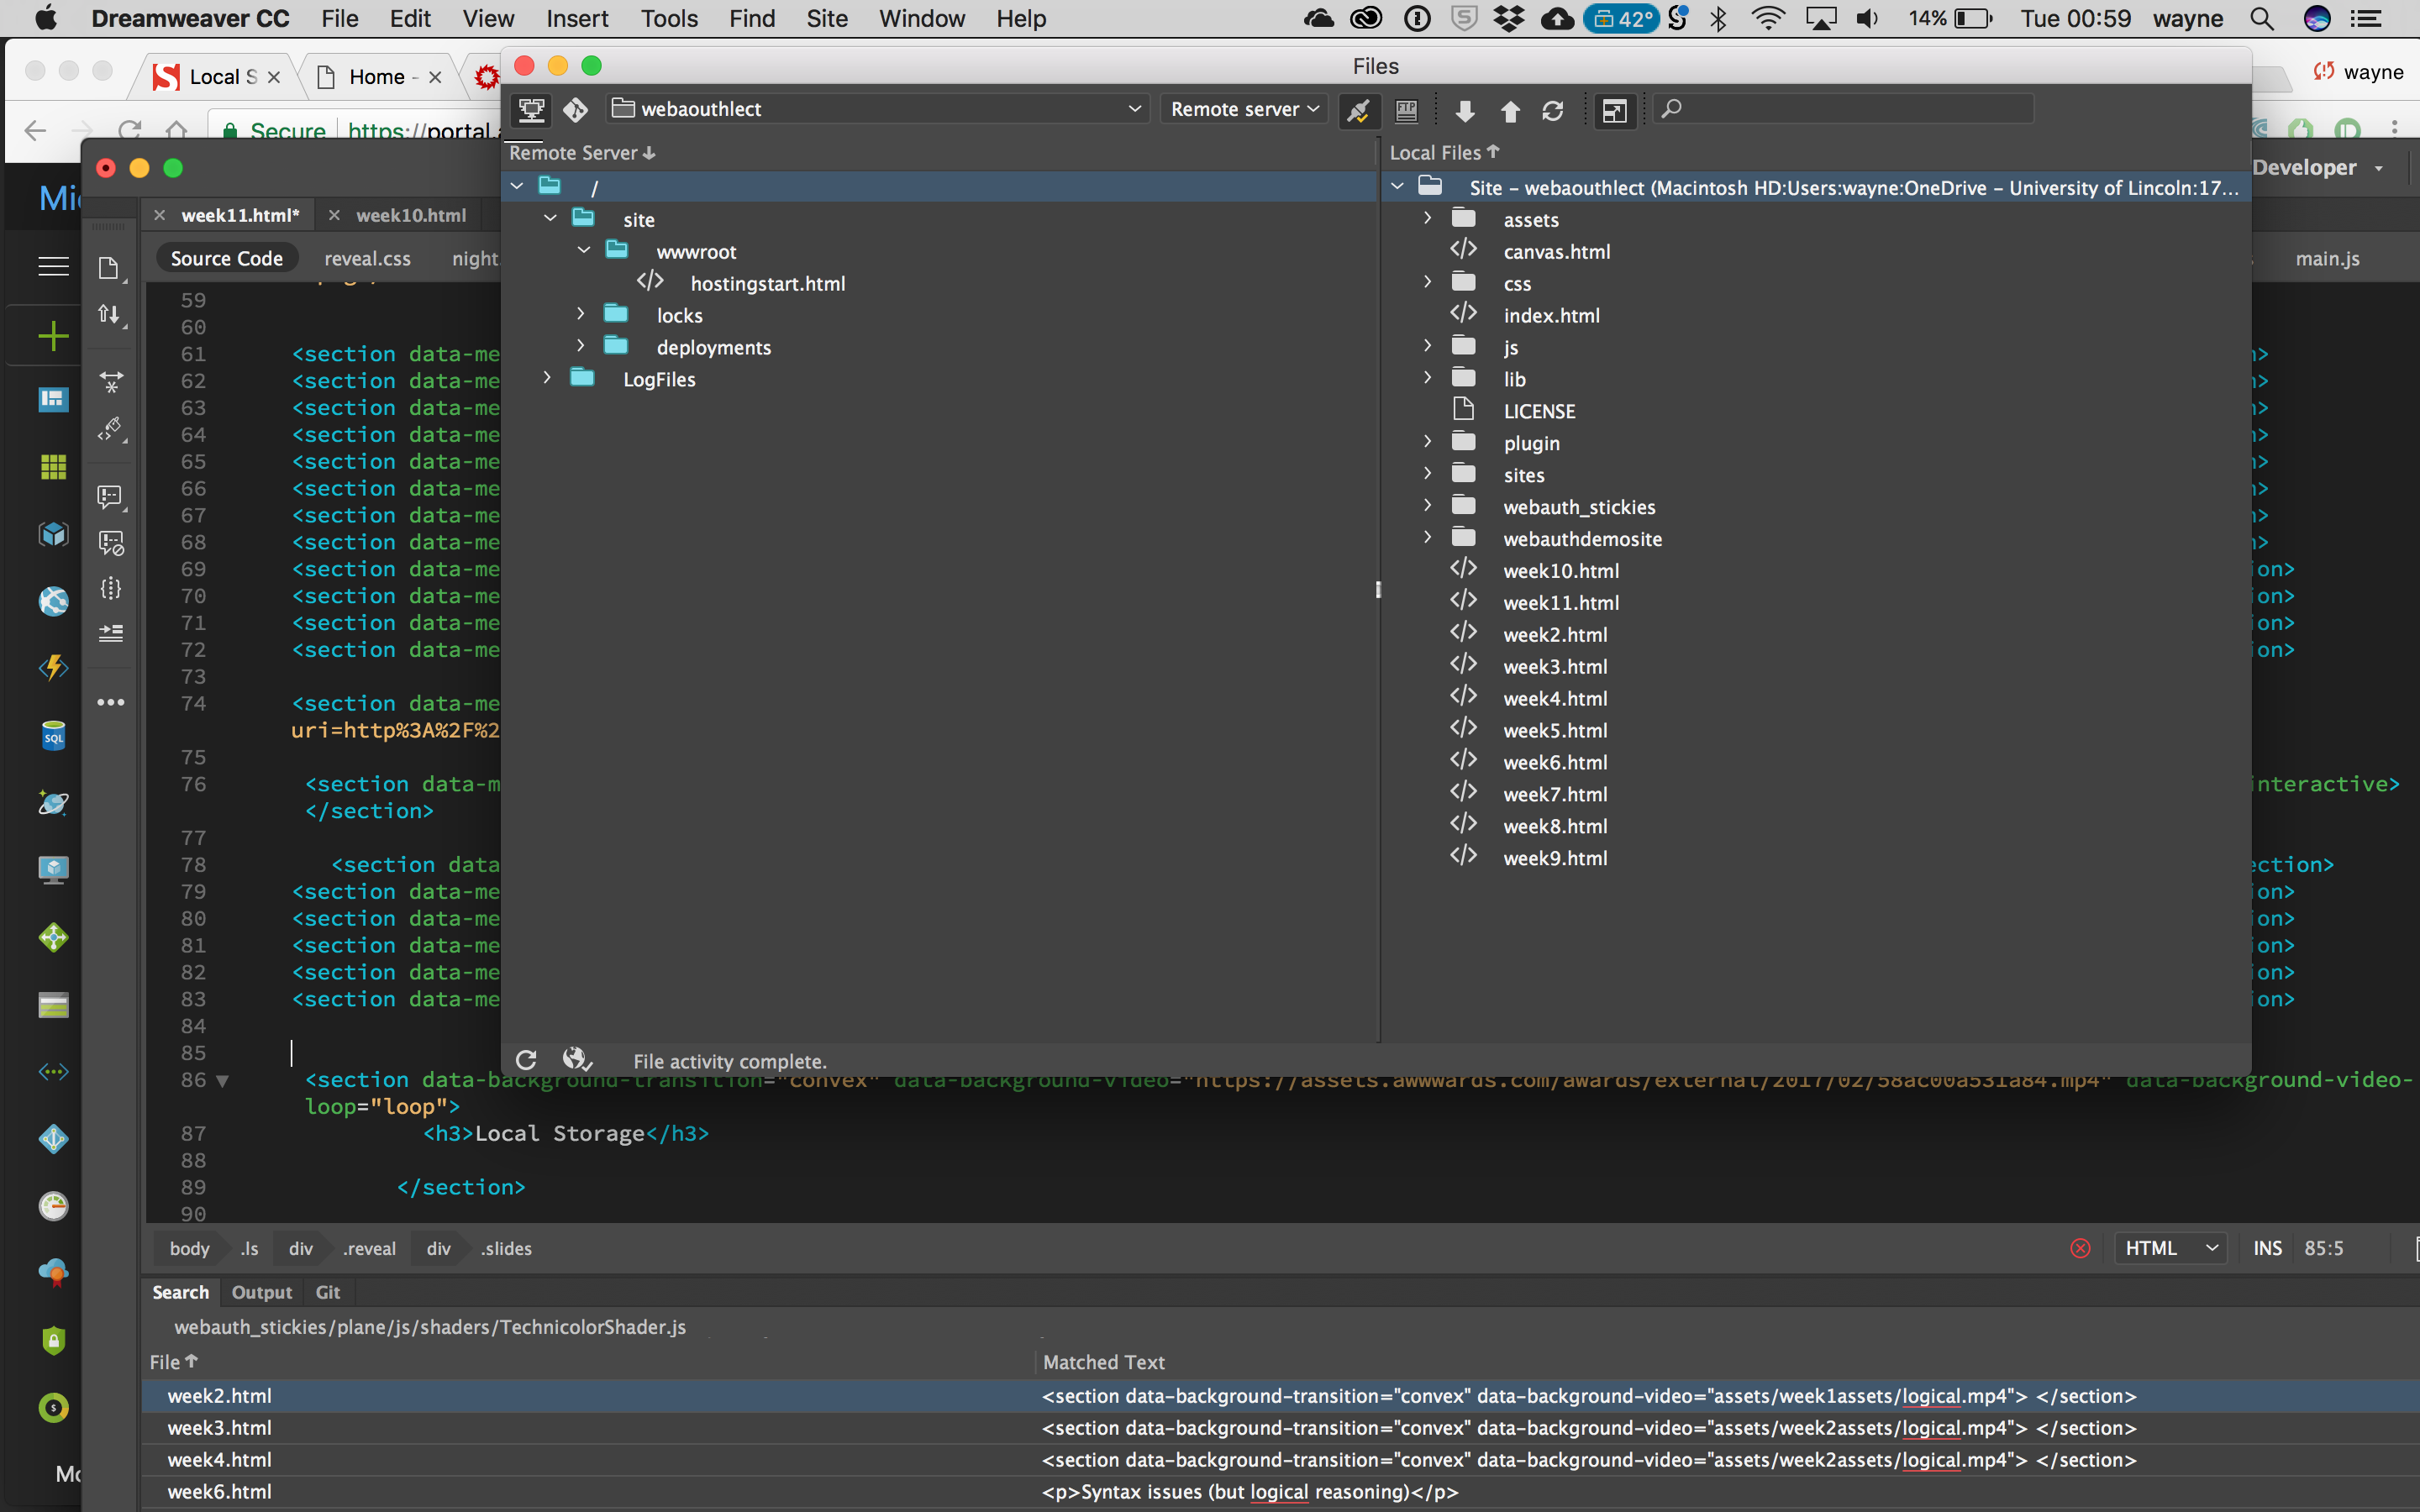 Dreamweaver CC File Edit View Insert Tools Find Site Window Help 42° 14% Tue 00:59 wayne
Local S Home - wayne
Files
Secure https://portal.
webaouthlect Remote server FTP
Remote Server Local Files
Developer
/
site
wwwroot
hostingstart.html
locks
deployments
LogFiles
Site – webaouthlect (Macintosh HD:Users:wayne:OneDrive – University of Lincoln:17...
assets
canvas.html
css
index.html
js
lib
LICENSE
plugin
sites
webauth_stickies
webauthdemosite
week10.html
week11.html
week2.html
week3.html
week4.html
week5.html
week6.html
week7.html
week8.html
week9.html
File activity complete.
week11.html* week10.html
Source Code reveal.css night main.js
59
60
61 <section data-me
62 <section data-me
63 <section data-me
64 <section data-me
65 <section data-me
66 <section data-me
67 <section data-me
68 <section data-me
69 <section data-me on>
70 <section data-me on>
71 <section data-me on>
72 <section data-me on>
73
74 <section data-me
uri=http%3A%2F%2
75
76 <section data-m nteractive>
</section>
77
78 <section data ction>
79 <section data-me on>
80 <section data-me on>
81 <section data-me on>
82 <section data-me on>
83 <section data-me on>
84
85
86 <section data-background-transition="convex" data-background-video="https://assets.awwwards.com/awards/external/2017/02/58ac00a531a84.mp4" data-background-video-
loop="loop">
87 <h3>Local Storage</h3>
88
89 </section>
90
body .ls div .reveal div .slides HTML INS 85:5
Search Output Git
webauth_stickies/plane/js/shaders/TechnicolorShader.js
File Matched Text
week2.html <section data-background-transition="convex" data-background-video="assets/week1assets/logical.mp4"> </section>
week3.html <section data-background-transition="convex" data-background-video="assets/week2assets/logical.mp4"> </section>
week4.html <section data-background-transition="convex" data-background-video="assets/week2assets/logical.mp4"> </section>
week6.html <p>Syntax issues (but logical reasoning)</p>
SQL